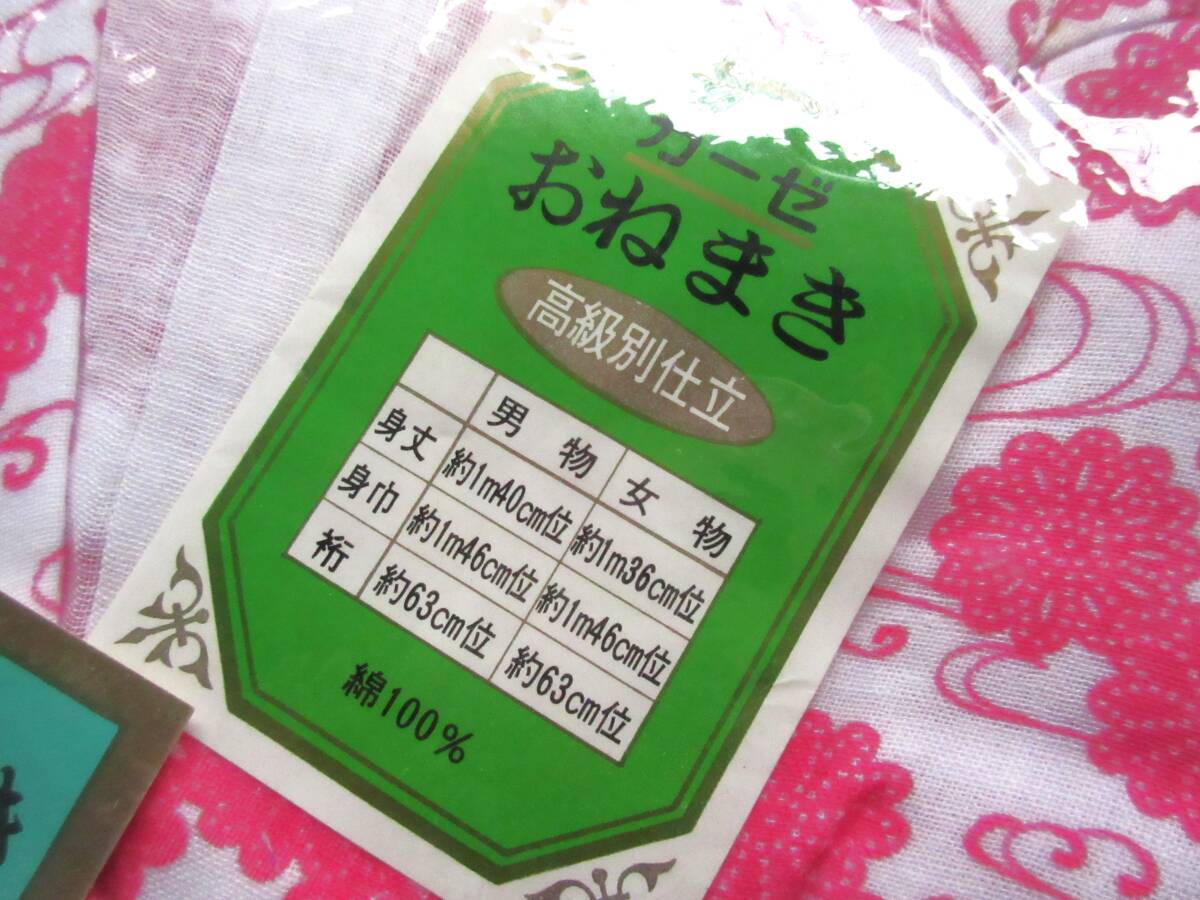 ガーゼ
おねまき
高級別仕立
男物 女物
身丈 約1m40cm位 約1m36cm位
身巾 約1m46cm位 約1m46cm位
裄 約63cm位 約63cm位
綿100%